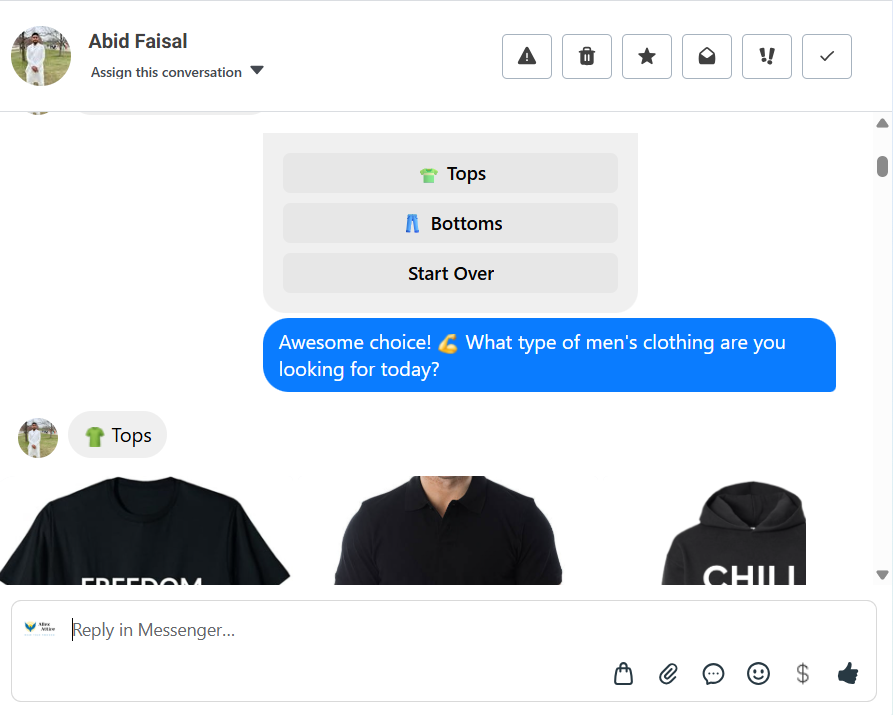 Abid Faisal
Assign this conversation
Tops
Bottoms
Start Over
Awesome choice! 💪 What type of men's clothing are you
looking for today?
Tops
FREEDOM
CHILL
Reply in Messenger...